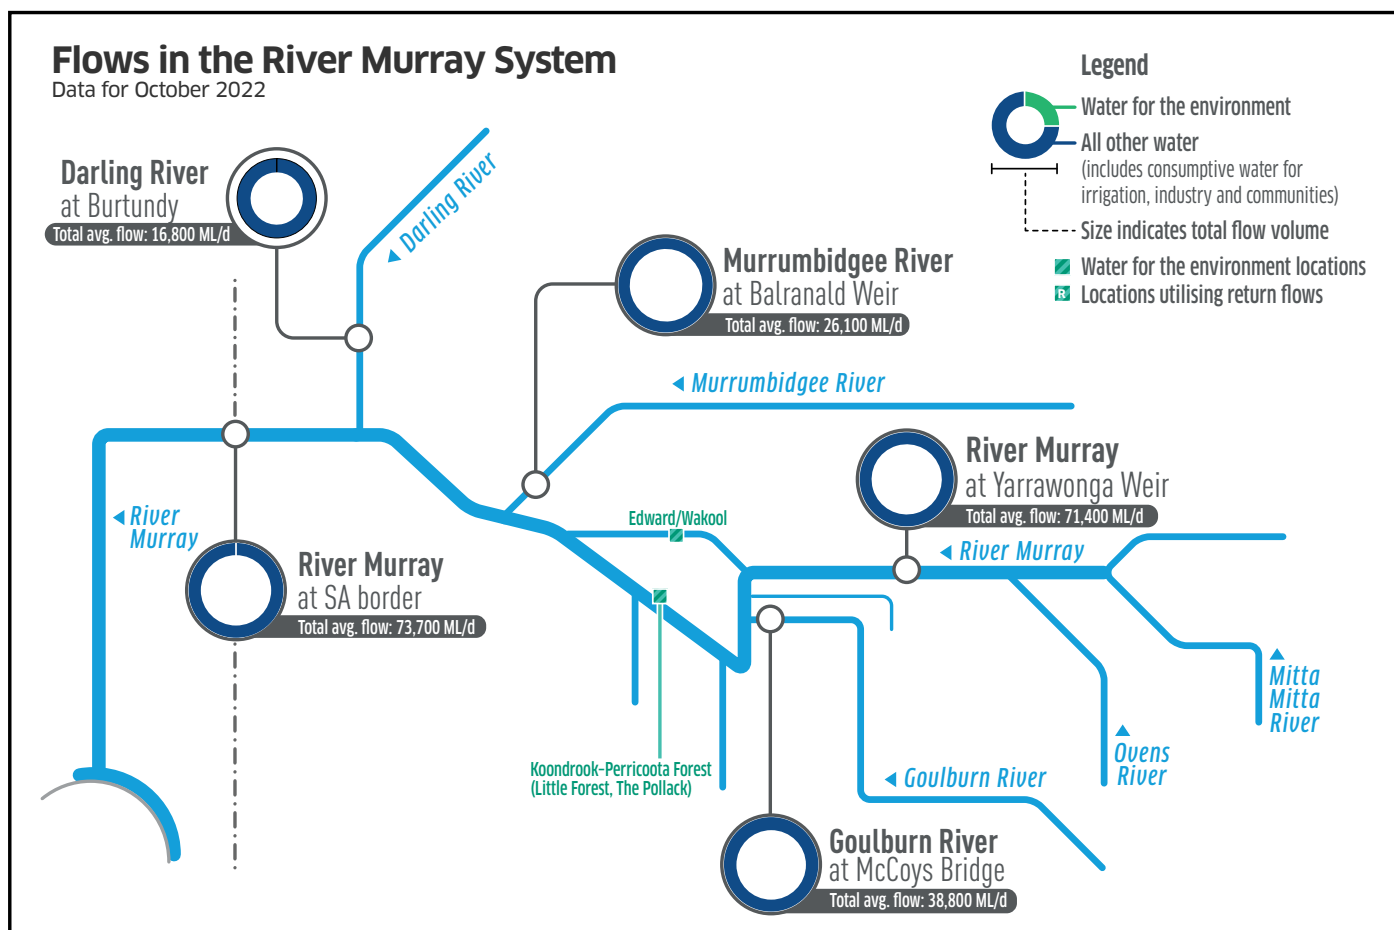 Flows in the River Murray System
Data for October 2022
Legend
Water for the environment
All other water
(includes consumptive water for
irrigation, industry and communities)
Size indicates total flow volume
Water for the environment locations
R
Locations utilising return flows
Darling River
at Burtundy
Total avg. flow: 16,800 ML/d
Darling River
Murrumbidgee River
at Balranald Weir
Total avg. flow: 26,100 ML/d
Murrumbidgee River
River Murray
at Yarrawonga Weir
Total avg. flow: 71,400 ML/d
River
Murray
Edward/Wakool
River Murray
River Murray
at SA border
Total avg. flow: 73,700 ML/d
Mitta
Mitta
River
Ovens
River
Koondrook-Perricoota Forest
(Little Forest, The Pollack)
Goulburn River
Goulburn River
at McCoys Bridge
Total avg. flow: 38,800 ML/d